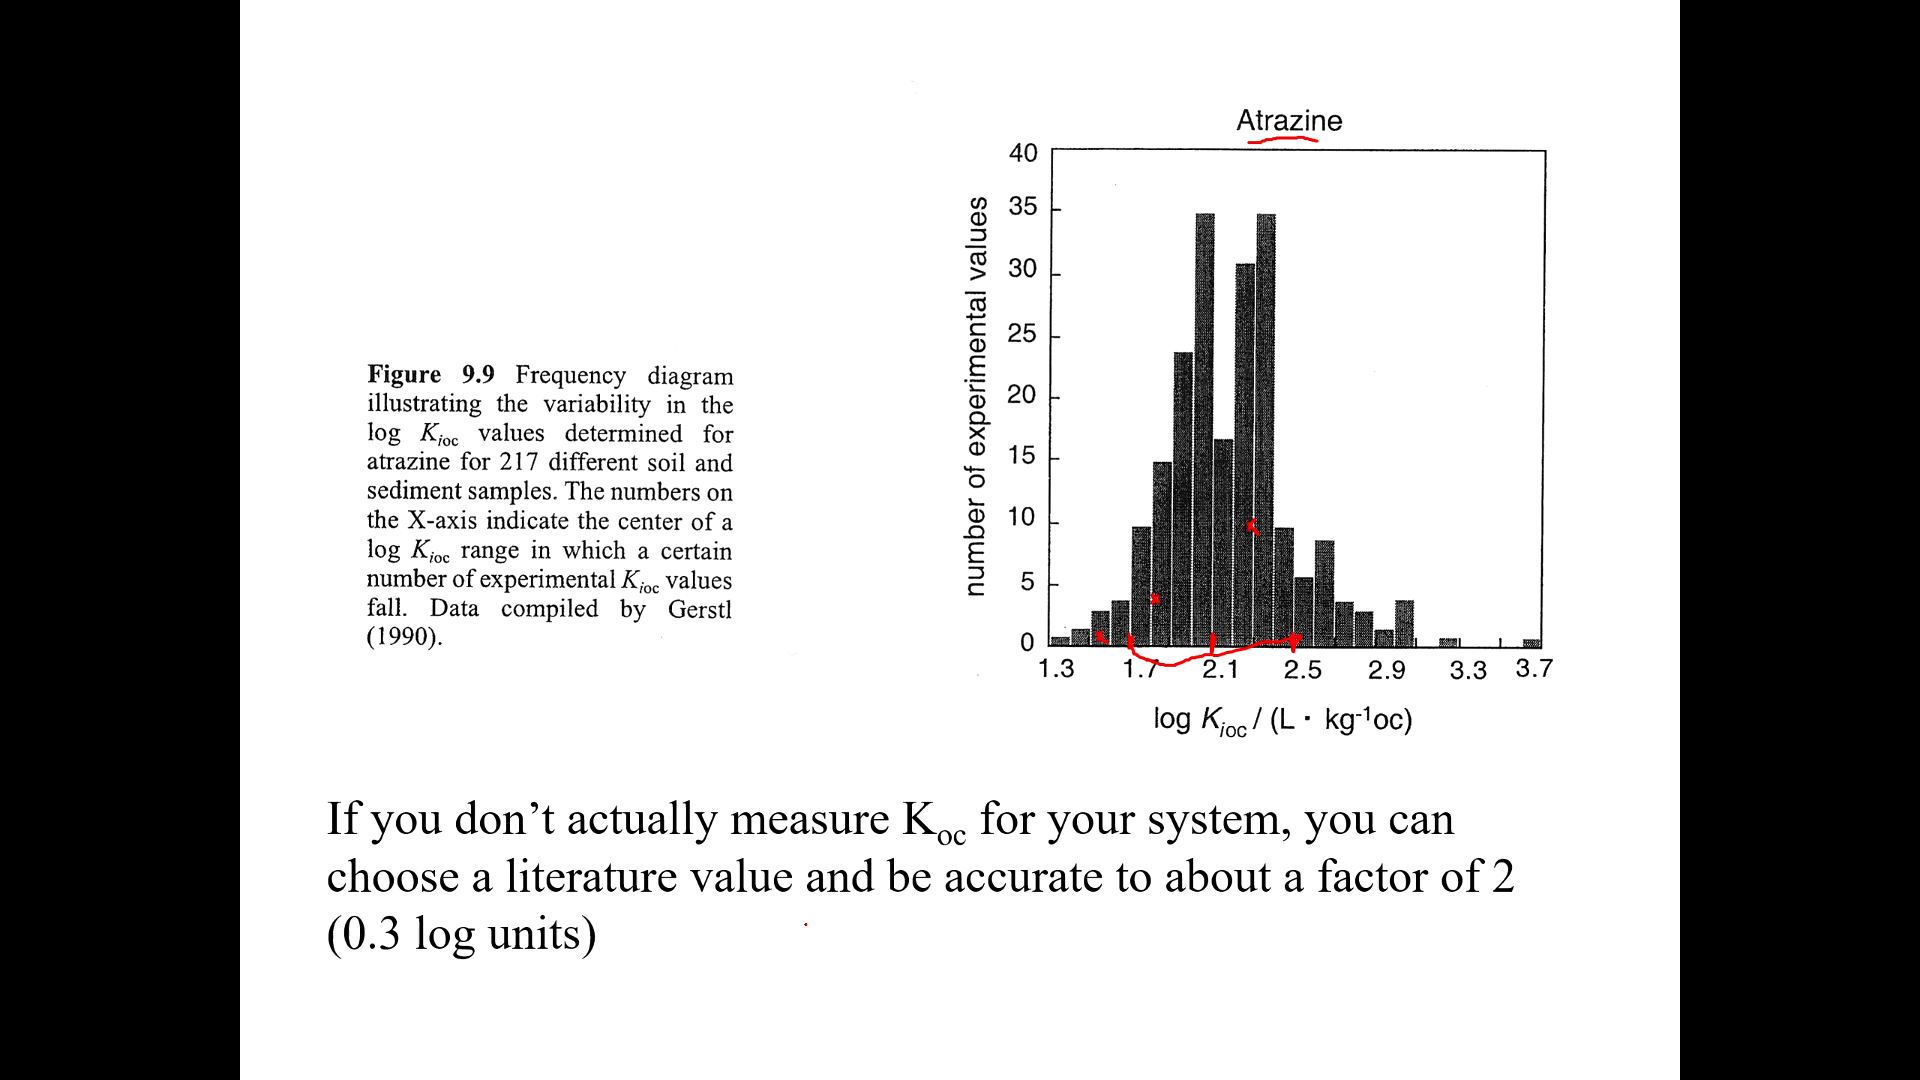 Atrazine
40
35
30
25
20
15
10
5
0
number of experimental values
1.3 1.7 2.1 2.5 2.9 3.3 3.7
log Kioc / (L · kg-1oc)
Figure 9.9 Frequency diagram
illustrating the variability in the
log Kioc values determined for
atrazine for 217 different soil and
sediment samples. The numbers on
the X-axis indicate the center of a
log Kioc range in which a certain
number of experimental Kioc values
fall. Data compiled by Gerstl
(1990).
If you don’t actually measure Koc for your system, you can
choose a literature value and be accurate to about a factor of 2
(0.3 log units)